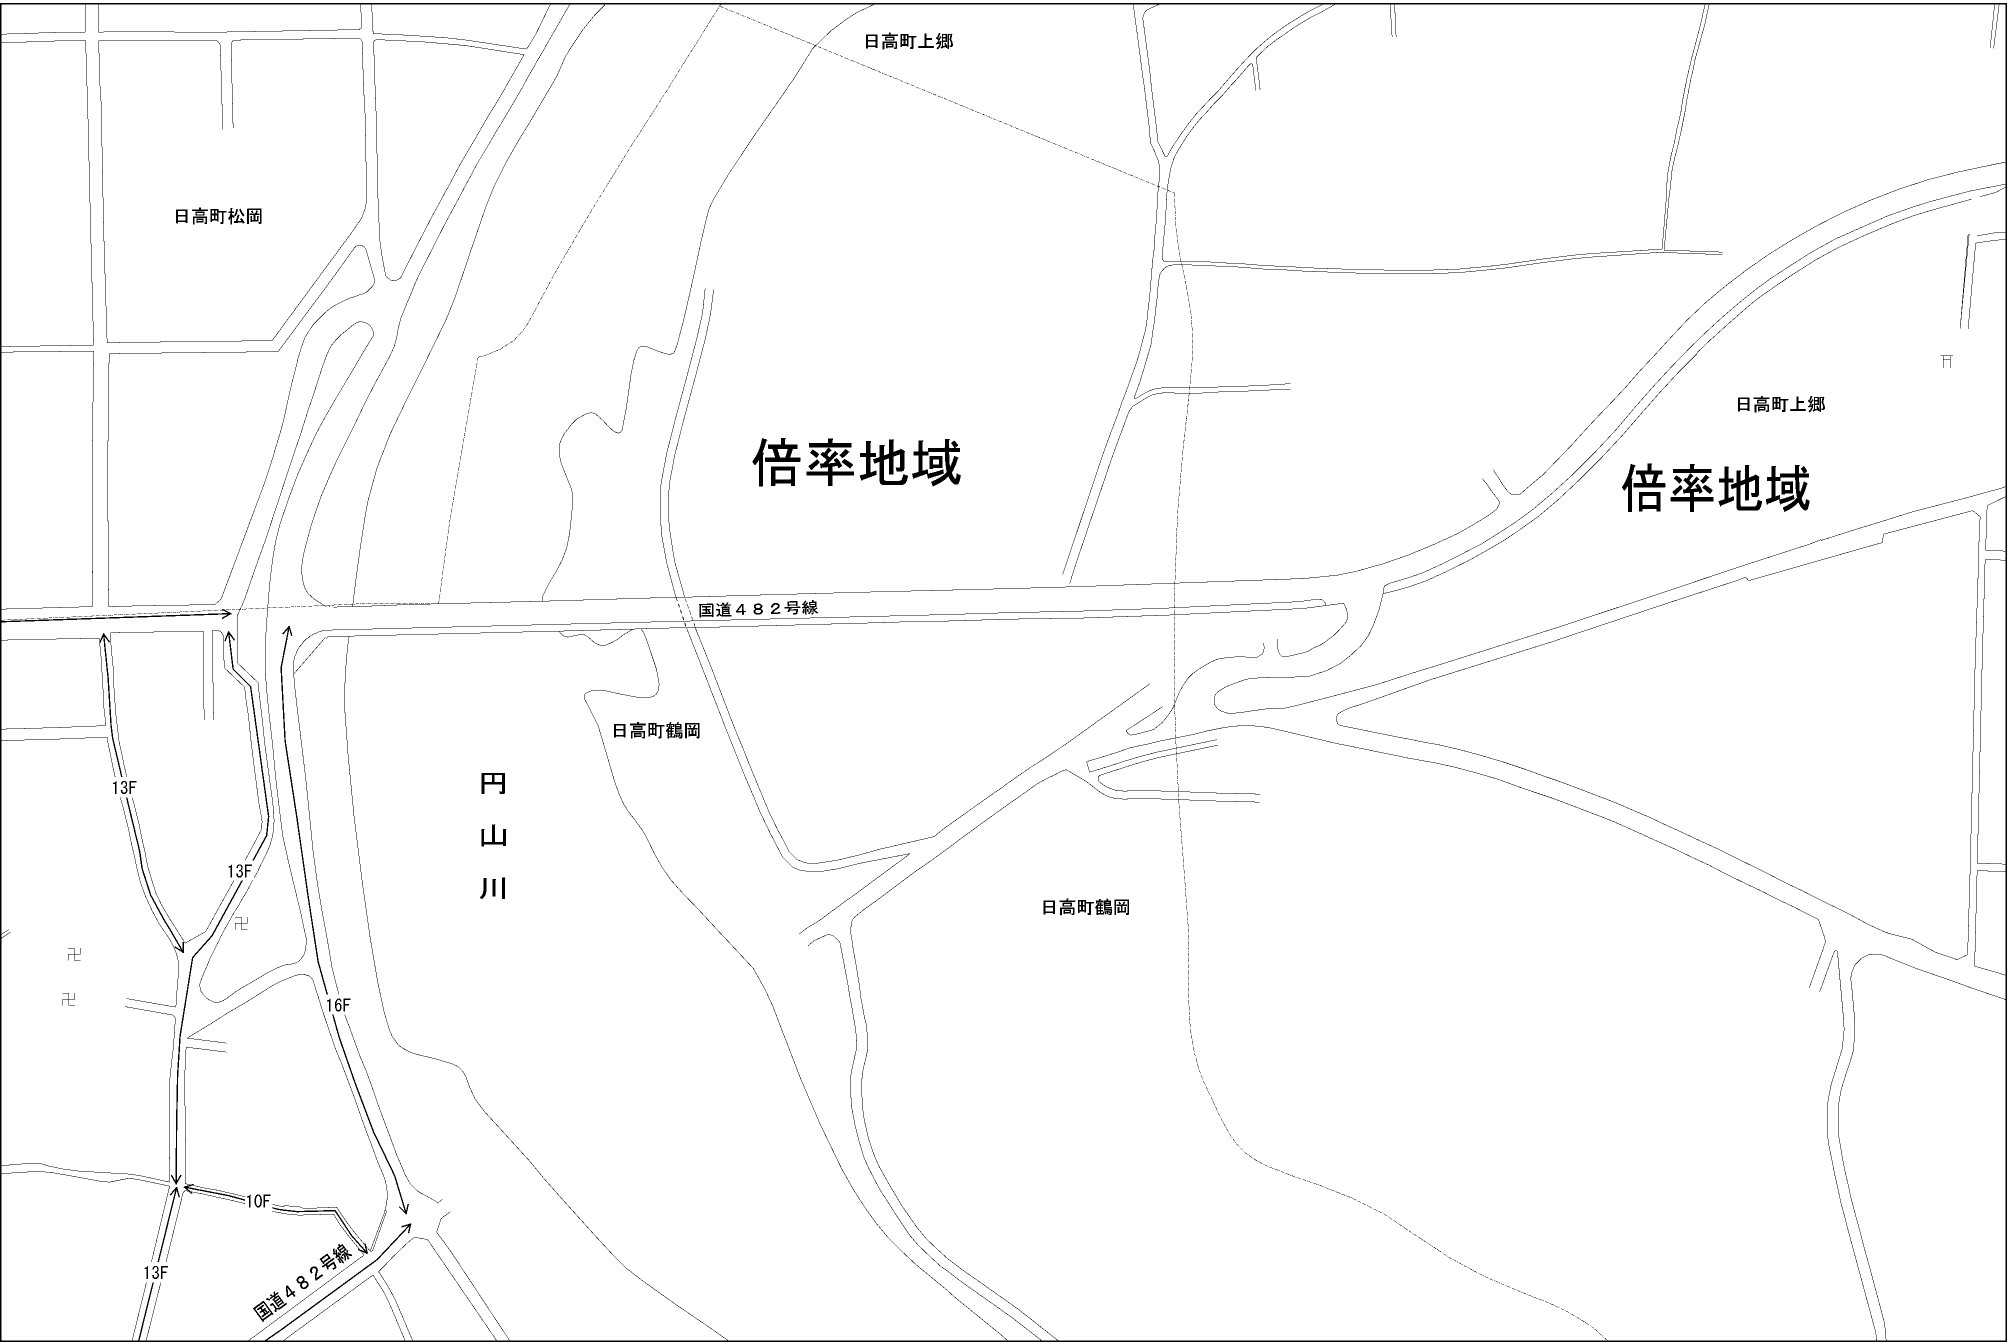 日高町上郷
日高町松岡
日高町上郷
倍率地域
倍率地域
国道４８２号線
日高町鶴岡
円山川
13F
13F
日高町鶴岡
16F
10F
13F
国道４８２号線